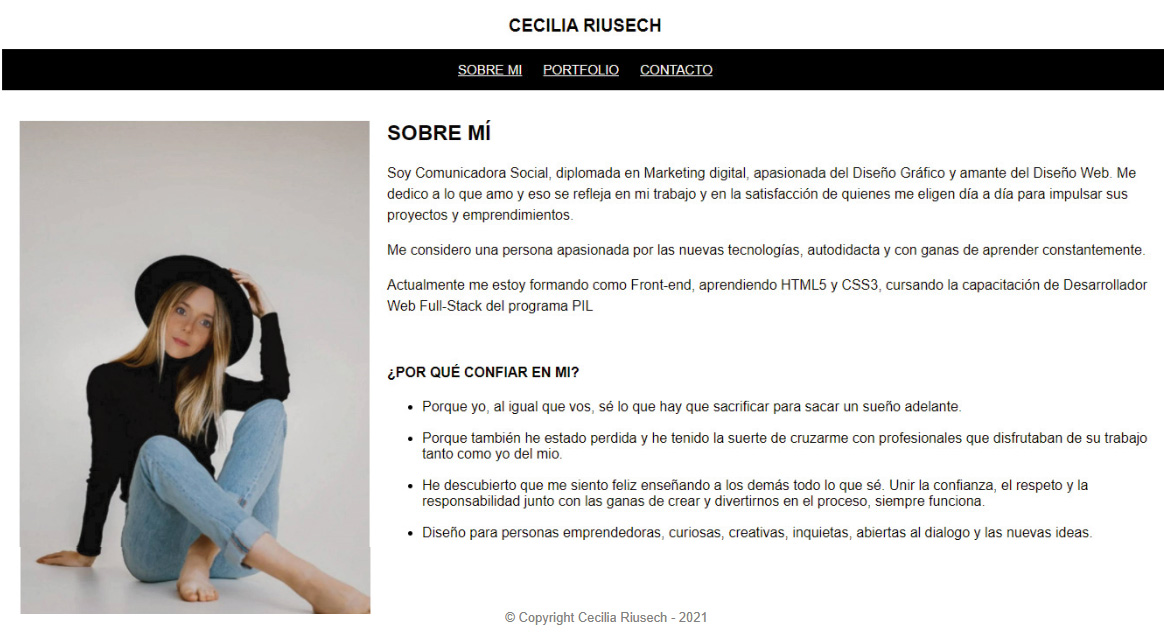 CECILIA RIUSECH
SOBRE MI PORTFOLIO CONTACTO
SOBRE MÍ
Soy Comunicadora Social, diplomada en Marketing digital, apasionada del Diseño Gráfico y amante del Diseño Web. Me
dedico a lo que amo y eso se refleja en mi trabajo y en la satisfacción de quienes me eligen día a día para impulsar sus
proyectos y emprendimientos.
Me considero una persona apasionada por las nuevas tecnologías, autodidacta y con ganas de aprender constantemente.
Actualmente me estoy formando como Front-end, aprendiendo HTML5 y CSS3, cursando la capacitación de Desarrollador
Web Full-Stack del programa PIL
¿POR QUÉ CONFIAR EN MI?
• Porque yo, al igual que vos, sé lo que hay que sacrificar para sacar un sueño adelante.
• Porque también he estado perdida y he tenido la suerte de cruzarme con profesionales que disfrutaban de su trabajo
tanto como yo del mio.
• He descubierto que me siento feliz enseñando a los demás todo lo que sé. Unir la confianza, el respeto y la
responsabilidad junto con las ganas de crear y divertirnos en el proceso, siempre funciona.
• Diseño para personas emprendedoras, curiosas, creativas, inquietas, abiertas al dialogo y las nuevas ideas.
© Copyright Cecilia Riusech - 2021